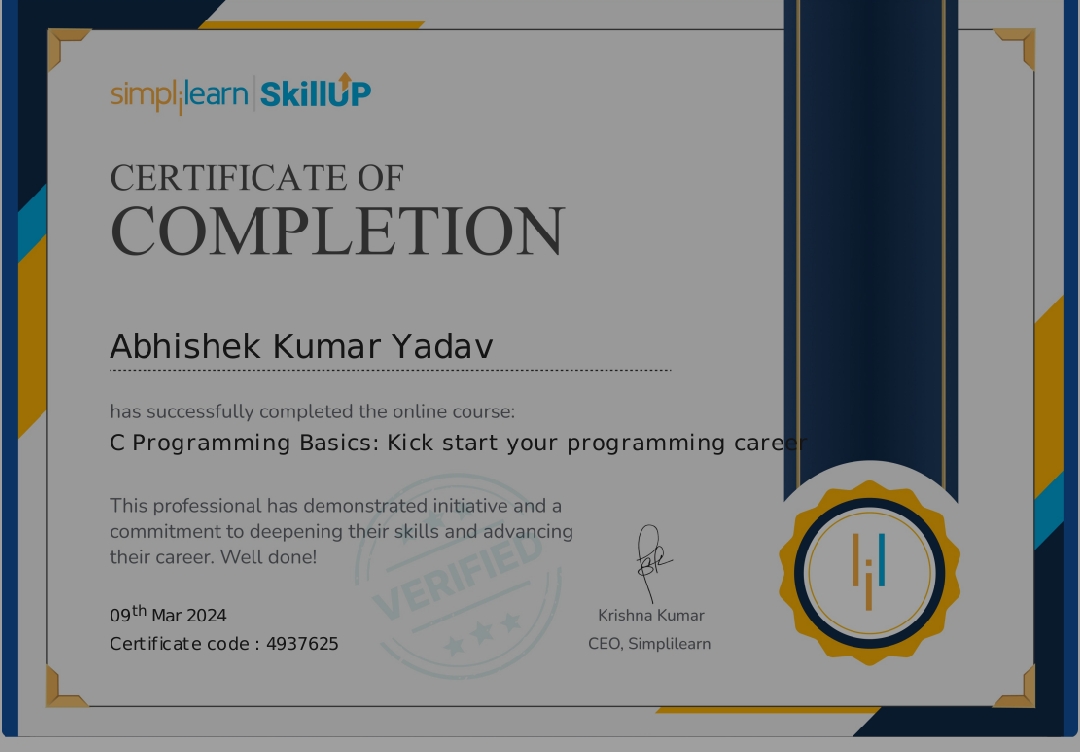 simplilearn | SkillUP
CERTIFICATE OF
COMPLETION
Abhishek Kumar Yadav
has successfully completed the online course:
C Programming Basics: Kick start your programming career
This professional has demonstrated initiative and a
commitment to deepening their skills and advancing
their career. Well done!
VERIFIED
09th Mar 2024
Certificate code : 4937625
Krishna Kumar
CEO, Simplilearn